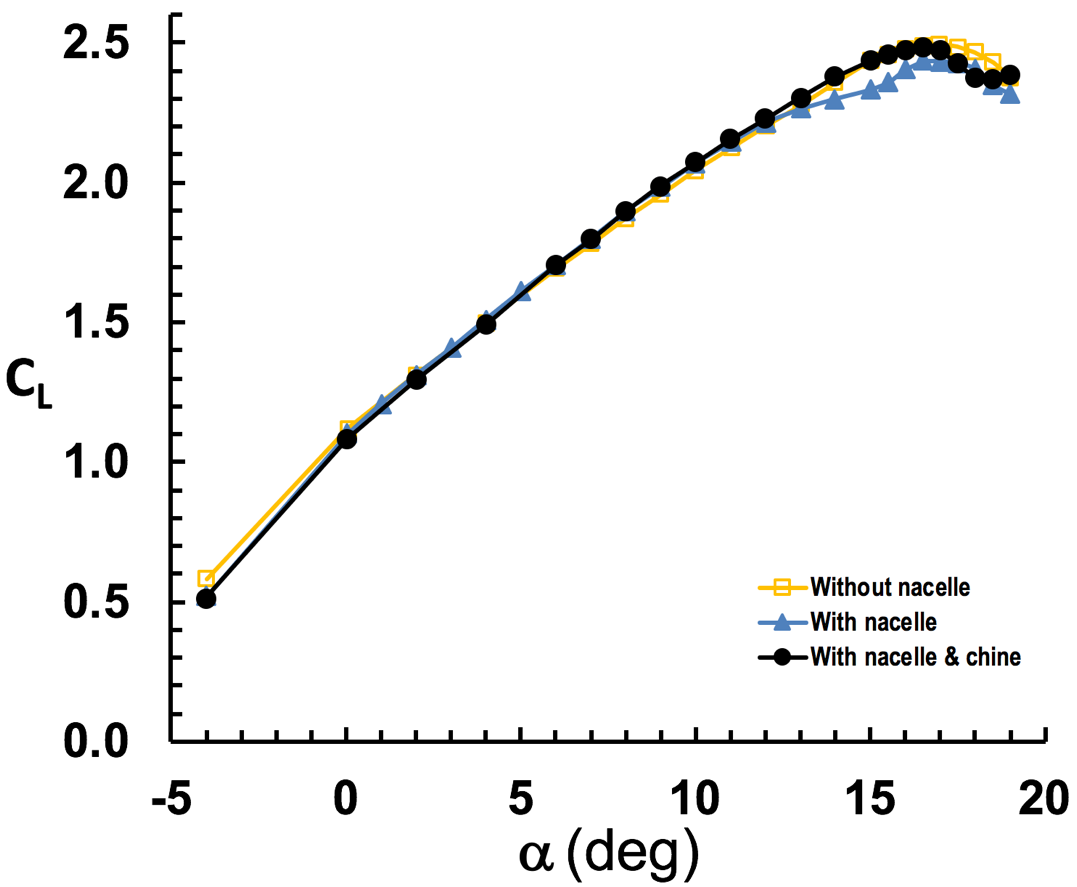 2.5
2.0
1.5
CL
1.0
0.5
0.0
Without nacelle
With nacelle
With nacelle & chine
-5 0 5 10 15 20
α (deg)